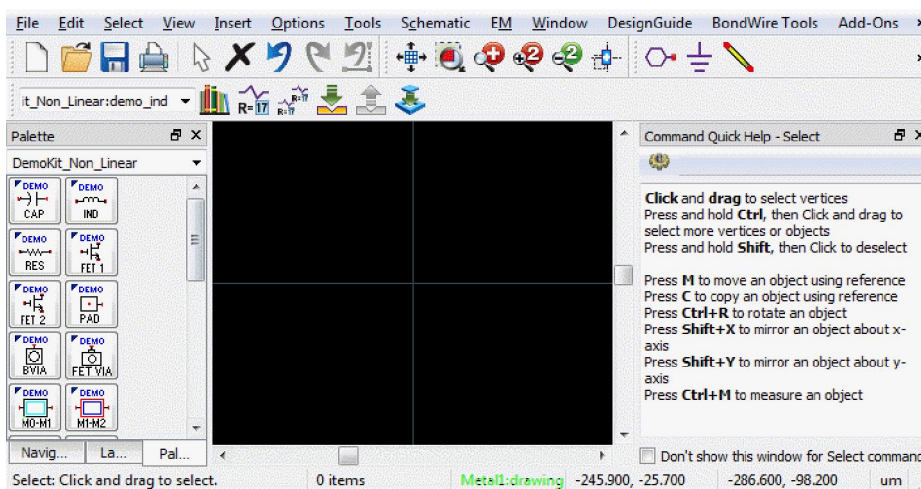 File Edit Select View Insert Options Tools Schematic EM Window DesignGuide BondWire Tools Add-Ons
R=17
it_Non_Linear:demo_ind
Palette
DemoKit_Non_Linear
DEMO DEMO
CAP IND
DEMO DEMO
RES FET 1
DEMO DEMO
FET 2 PAD
DEMO DEMO
BVIA FET VIA
DEMO DEMO
M0-M1 M1-M2
Navig... La... Pal...
Command Quick Help - Select
Click and drag to select vertices
Press and hold Ctrl, then Click and drag to
select more vertices or objects
Press and hold Shift, then Click to deselect
Press M to move an object using reference
Press C to copy an object using reference
Press Ctrl+R to rotate an object
Press Shift+X to mirror an object about x-
axis
Press Shift+Y to mirror an object about y-
axis
Press Ctrl+M to measure an object
Don't show this window for Select command
Select: Click and drag to select. 0 items Metal1:drawing -245.900, -25.700 -286.600, -98.200 um